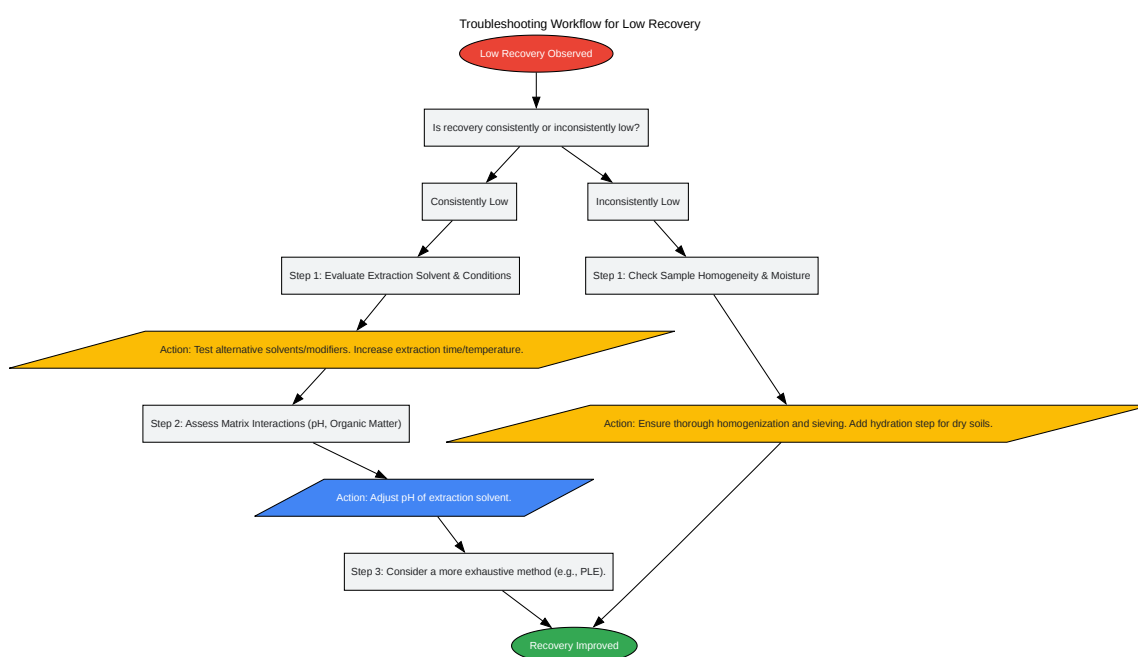 Troubleshooting Workflow for Low Recovery
Low Recovery Observed
Is recovery consistently or inconsistently low?
Consistently Low
Inconsistently Low
Step 1: Evaluate Extraction Solvent & Conditions
Step 1: Check Sample Homogeneity & Moisture
Action: Test alternative solvents/modifiers. Increase extraction time/temperature.
Step 2: Assess Matrix Interactions (pH, Organic Matter)
Action: Ensure thorough homogenization and sieving. Add hydration step for dry soils.
Action: Adjust pH of extraction solvent.
Step 3: Consider a more exhaustive method (e.g., PLE).
Recovery Improved